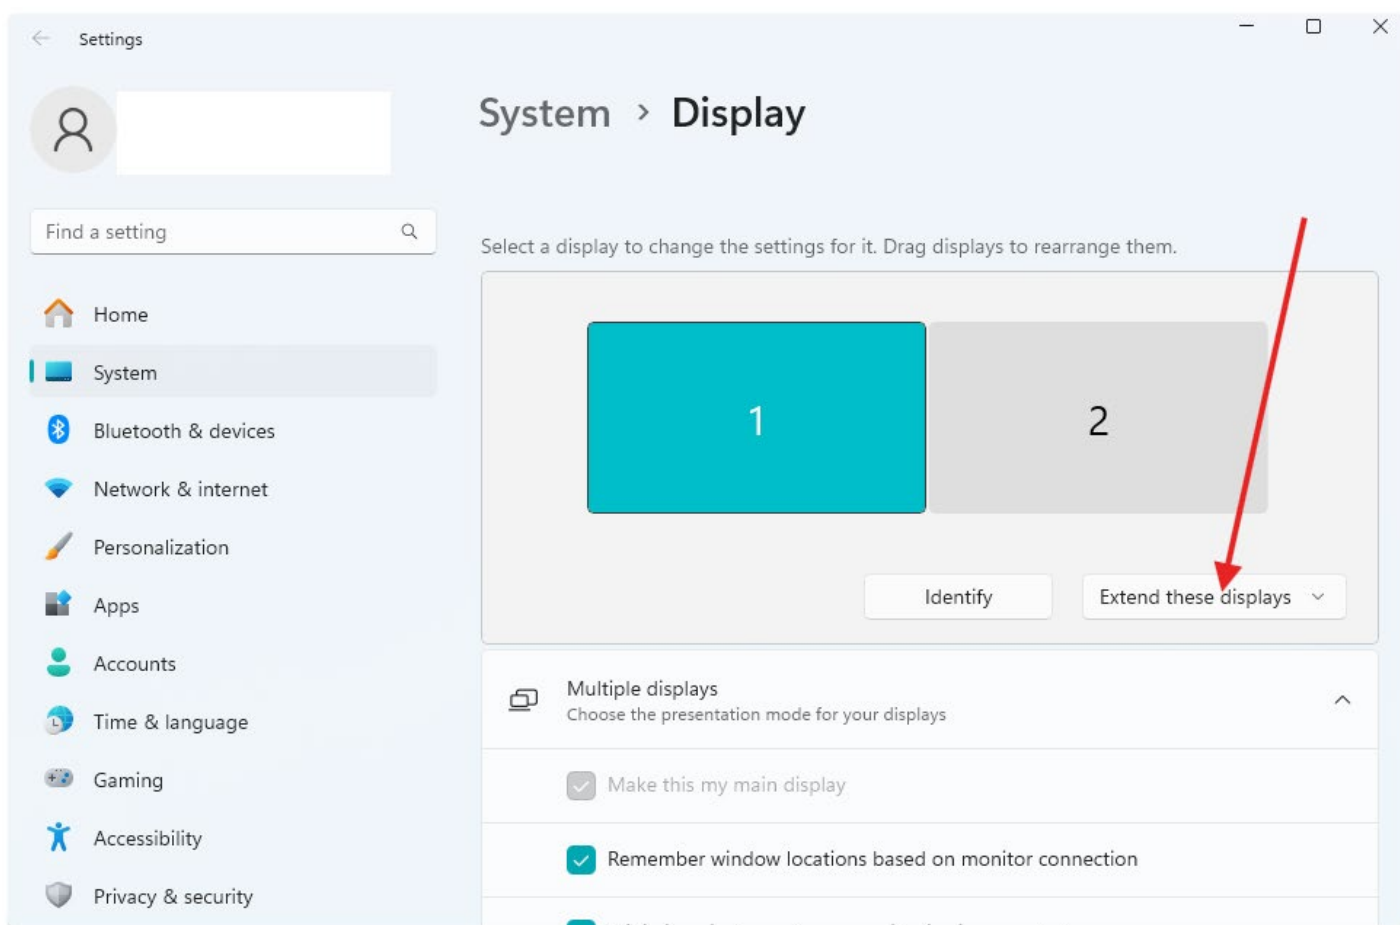 Settings
System > Display
Find a setting
Select a display to change the settings for it. Drag displays to rearrange them.
Home
System
Bluetooth & devices
Network & internet
Personalization
Apps
Accounts
Time & language
Gaming
Accessibility
Privacy & security
1
2
Identify
Extend these displays
Multiple displays
Choose the presentation mode for your displays
Make this my main display
Remember window locations based on monitor connection